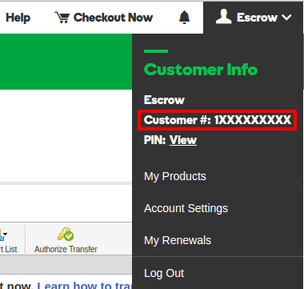 Help Checkout Now Escrow
Customer Info
Escrow
Customer #: 1XXXXXXXXX
PIN: View
My Products
Account Settings
My Renewals
Log Out
t List Authorize Transfer
t now. Learn how to tra